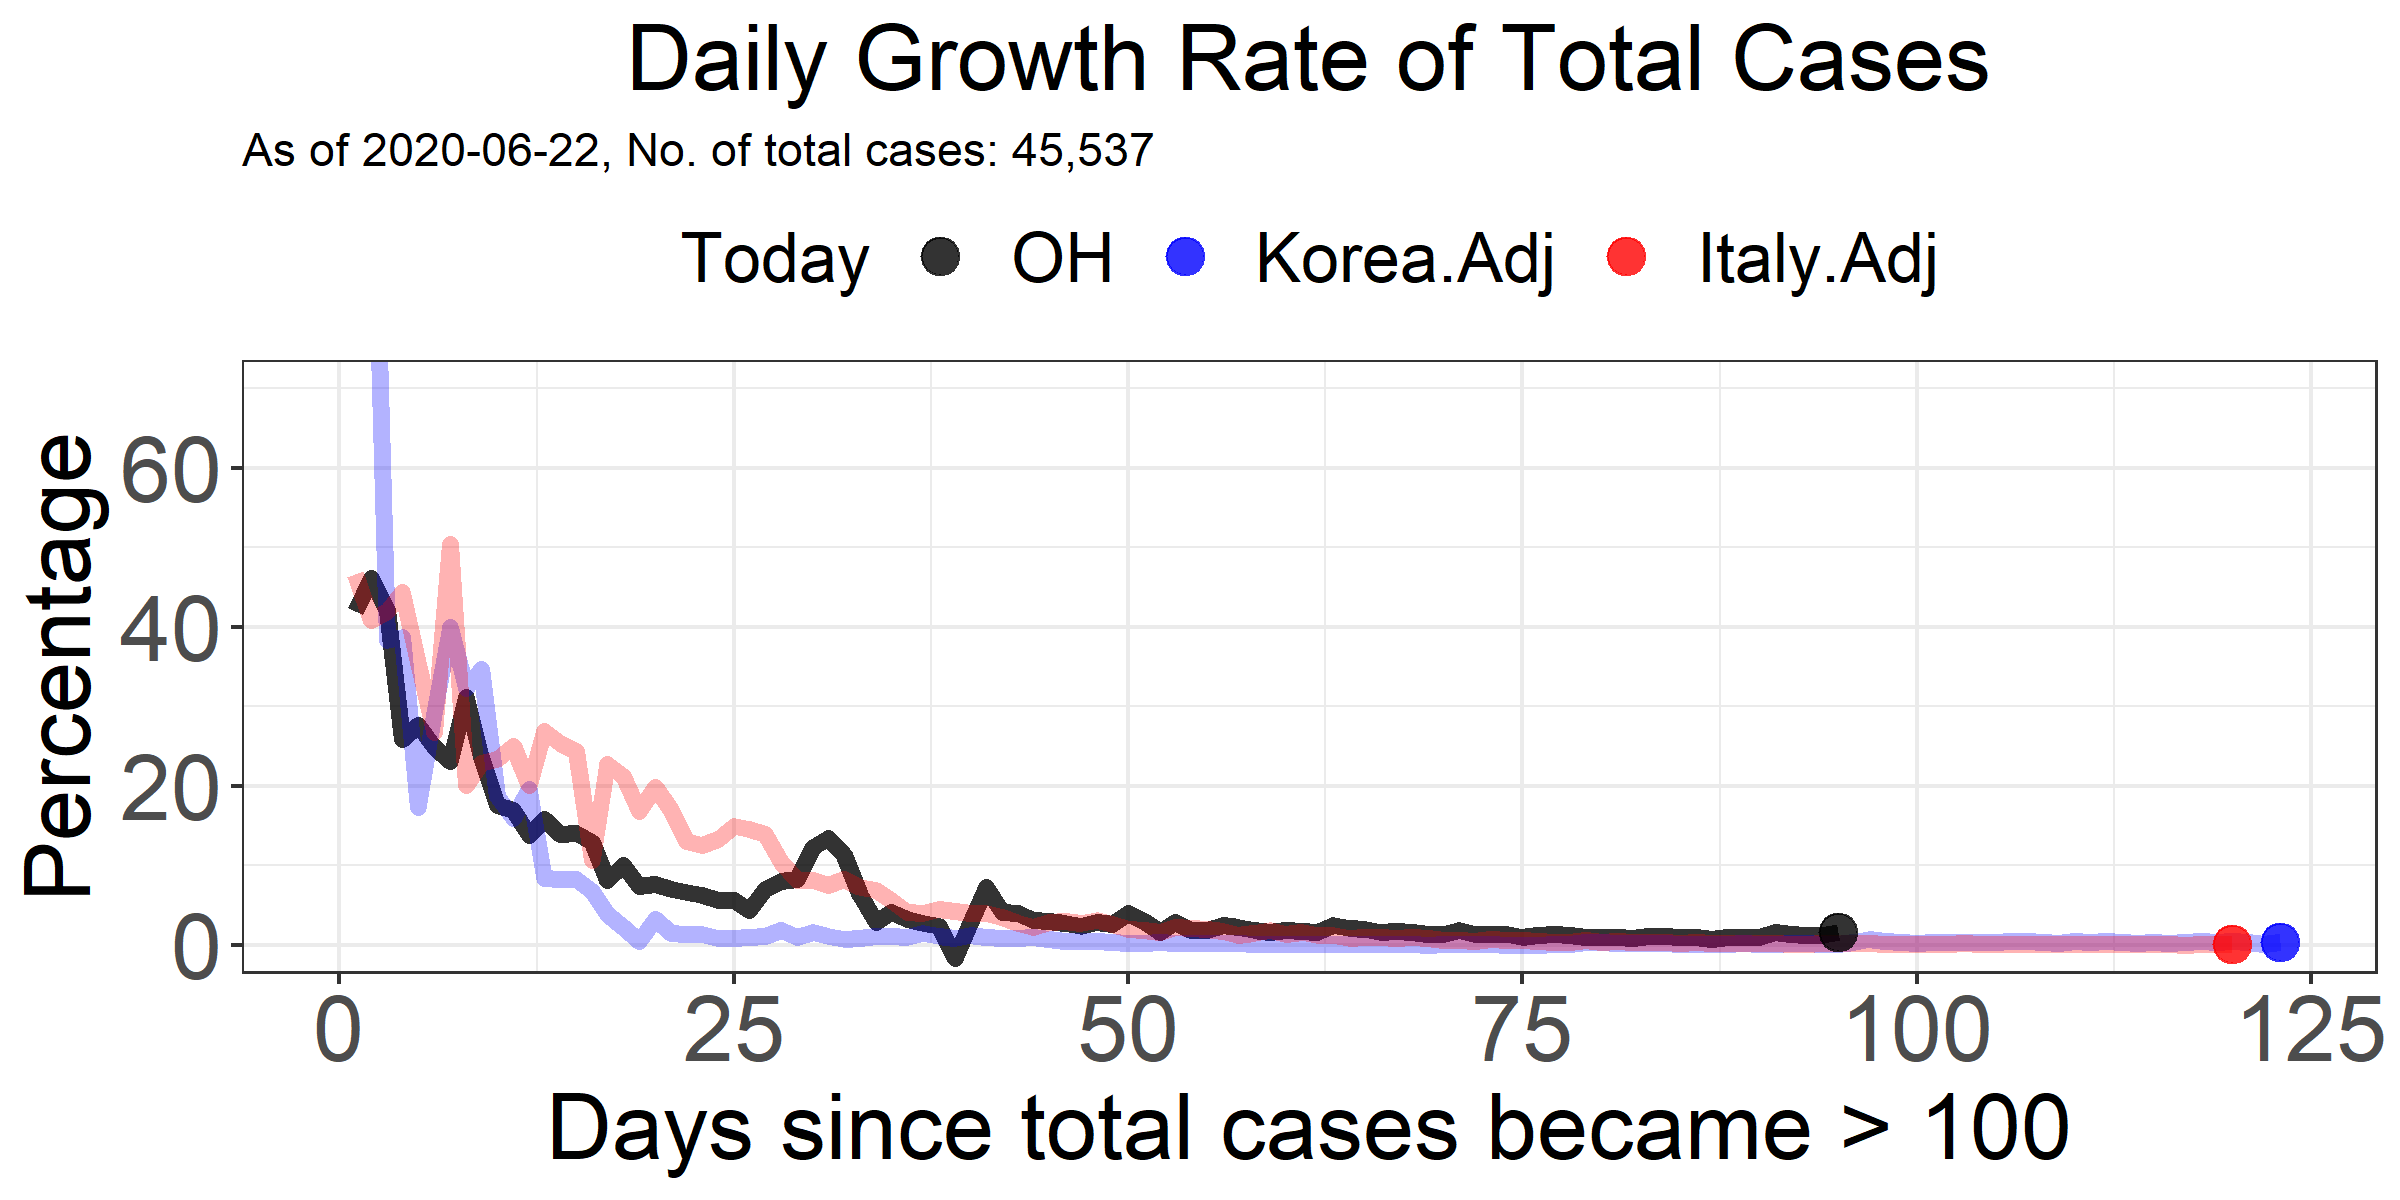 Daily Growth Rate of Total Cases
As of 2020-06-22, No. of total cases: 45,537
Today OH Korea.Adj Italy.Adj
Percentage
60
40
20
0
0 25 50 75 100 125
Days since total cases became > 100